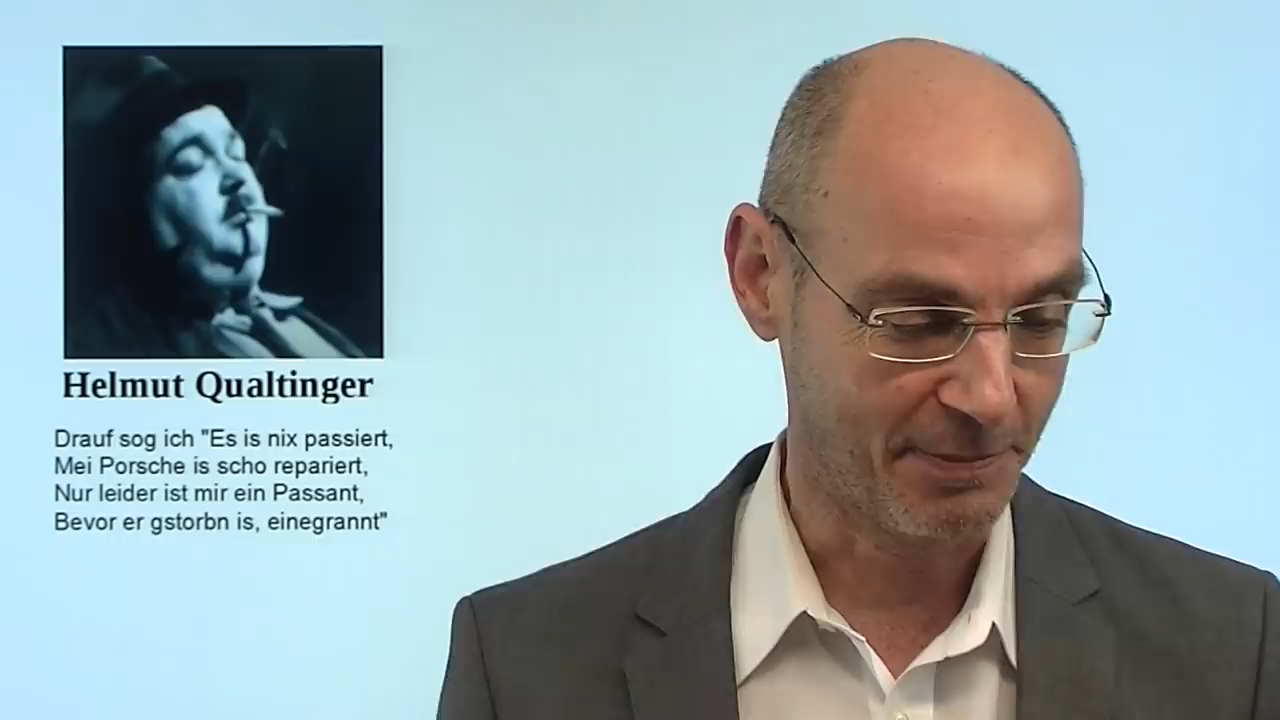 Helmut Qualtinger
Drauf sog ich "Es is nix passiert,
Mei Porsche is scho repariert,
Nur leider ist mir ein Passant,
Bevor er gstorbn is, einegrannt"